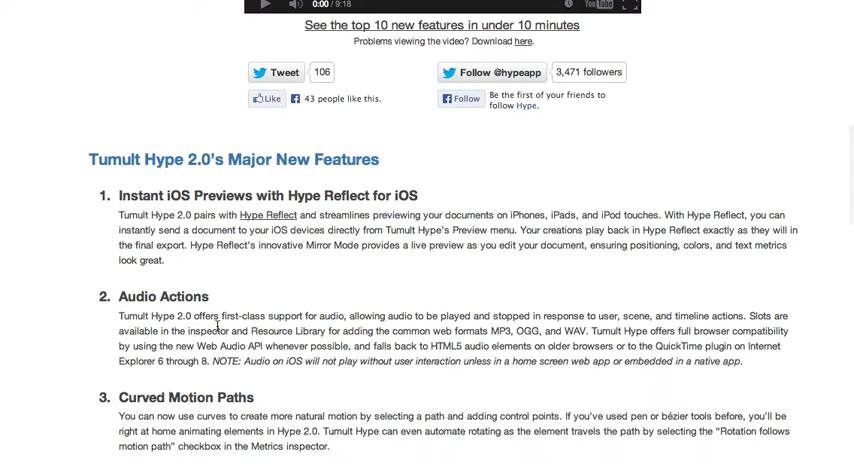 0:00 / 9:18 YouTube
See the top 10 new features in under 10 minutes
Problems viewing the video? Download here.
Tweet 106 Follow @hypeapp 3,471 followers
Like 43 people like this. Follow Be the first of your friends to
follow Hype.
Tumult Hype 2.0's Major New Features
1. Instant iOS Previews with Hype Reflect for iOS
Tumult Hype 2.0 pairs with Hype Reflect and streamlines previewing your documents on iPhones, iPads, and iPod touches. With Hype Reflect, you can
instantly send a document to your iOS devices directly from Tumult Hype's Preview menu. Your creations play back in Hype Reflect exactly as they will in
the final export. Hype Reflect's innovative Mirror Mode provides a live preview as you edit your document, ensuring positioning, colors, and text metrics
look great.
2. Audio Actions
Tumult Hype 2.0 offers first-class support for audio, allowing audio to be played and stopped in response to user, scene, and timeline actions. Slots are
available in the inspector and Resource Library for adding the common web formats MP3, OGG, and WAV. Tumult Hype offers full browser compatibility
by using the new Web Audio API whenever possible, and falls back to HTML5 audio elements on older browsers or to the QuickTime plugin on Internet
Explorer 6 through 8. NOTE: Audio on iOS will not play without user interaction unless in a home screen web app or embedded in a native app.
3. Curved Motion Paths
You can now use curves to create more natural motion by selecting a path and adding control points. If you've used pen or bézier tools before, you'll be
right at home animating elements in Hype 2.0. Tumult Hype can even automate rotating as the element travels the path by selecting the "Rotation follows
motion path" checkbox in the Metrics inspector.